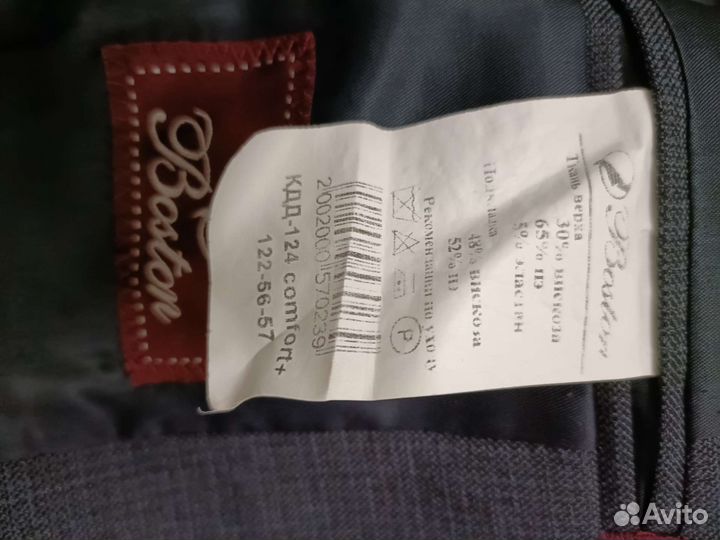 Boston
Boston
Ткань верха
30% вискоза
65% пэ
5% эластан
Подкладка
48% вискоза
52% пэ
Рекомендации по уходу
P
20020001570239
КДД-124 comfort+
122-56-57
Avito